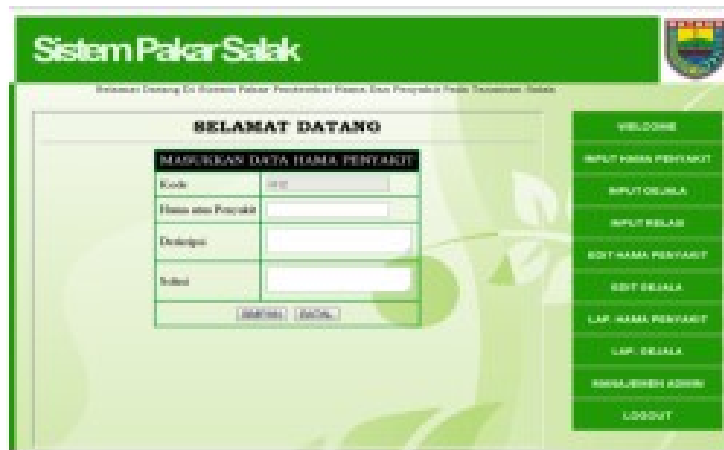 Sistem Pakar Salak
Selamat Datang Di Sistem Pakar Pendeteksi Hama Dan Penyakit Pada Tanaman Salak
SELAMAT DATANG
MASUKKAN DATA HAMA PENYAKIT
Kode
Hama atau Penyakit
Deskripsi
Solusi
SIMPAN BATAL
WELCOME
INPUT HAMA PENYAKIT
INPUT GEJALA
INPUT RELASI
EDIT HAMA PENYAKIT
EDIT GEJALA
LAP. HAMA PENYAKIT
LAP. GEJALA
MANAJEMEN ADMIN
LOGOUT